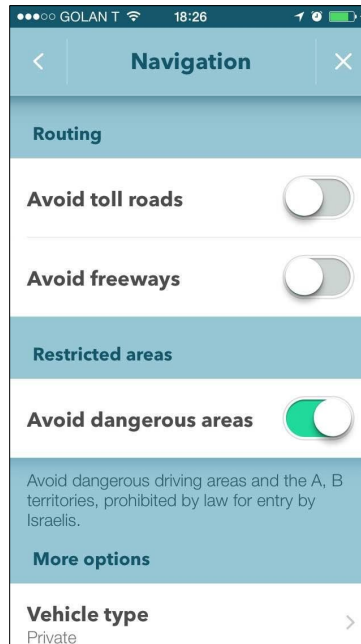 GOLAN T 18:26
Navigation
Routing
Avoid toll roads
Avoid freeways
Restricted areas
Avoid dangerous areas
Avoid dangerous driving areas and the A, B
territories, prohibited by law for entry by
Israelis.
More options
Vehicle type
Private